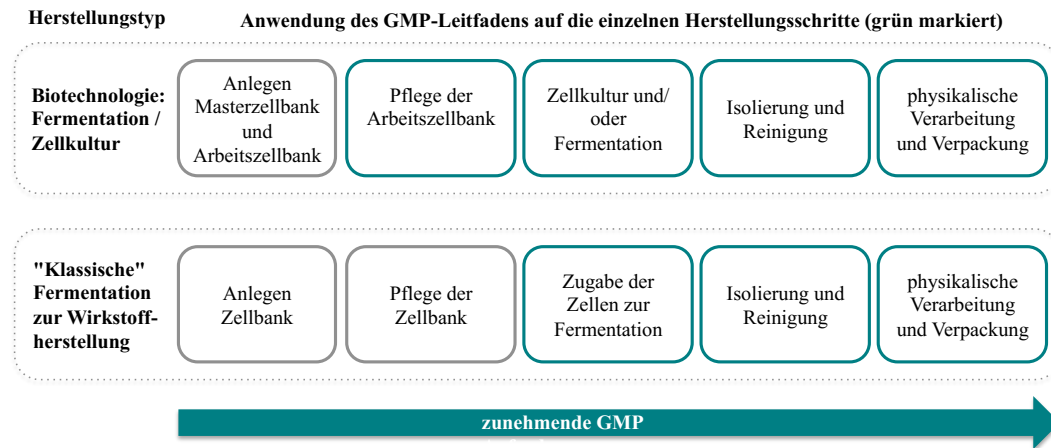 Herstellungstyp
Anwendung des GMP-Leitfadens auf die einzelnen Herstellungsschritte (grün markiert)
Biotechnologie:
Fermentation /
Zellkultur
Anlegen
Masterzellbank
und
Arbeitszellbank
Pflege der
Arbeitszellbank
Zellkultur und/
oder
Fermentation
Isolierung und
Reinigung
physikalische
Verarbeitung
und Verpackung
"Klassische"
Fermentation
zur Wirkstoff-
herstellung
Anlegen
Zellbank
Pflege der
Zellbank
Zugabe der
Zellen zur
Fermentation
Isolierung und
Reinigung
physikalische
Verarbeitung
und Verpackung
zunehmende GMP